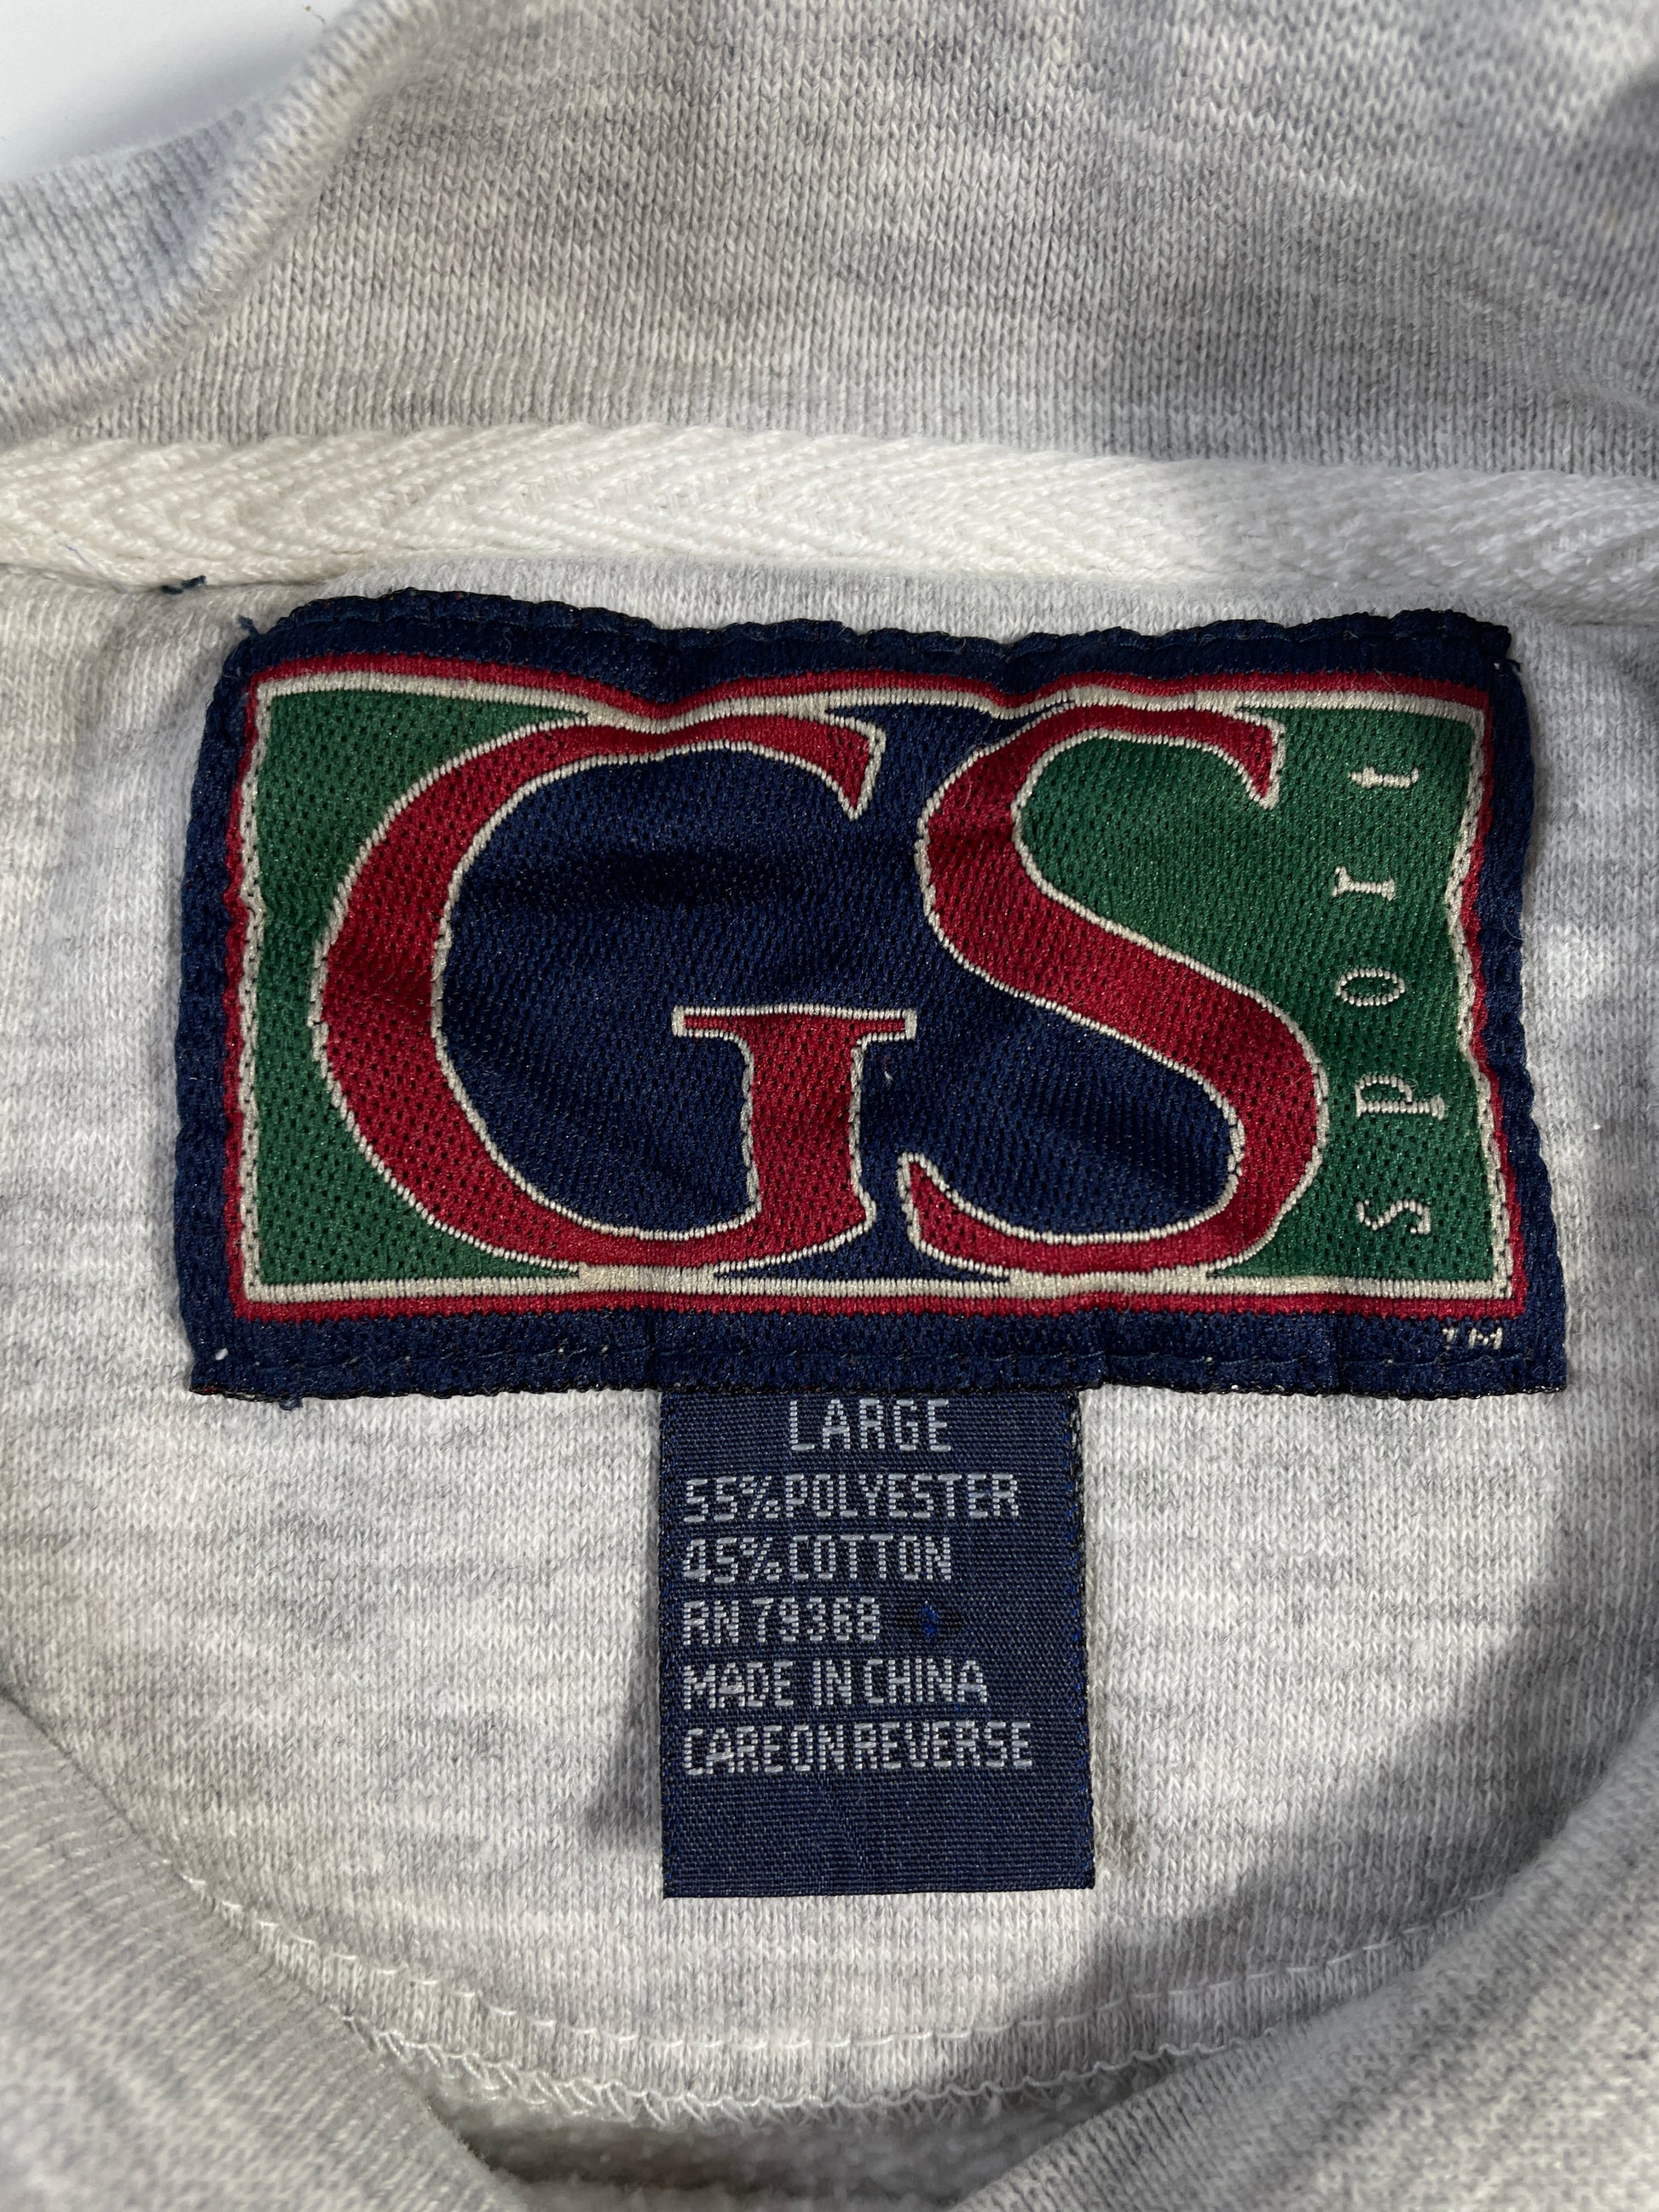 GS
sport
TM
LARGE
55%POLYESTER
45%COTTON
RN 79368
MADE IN CHINA
CARE ON REVERSE